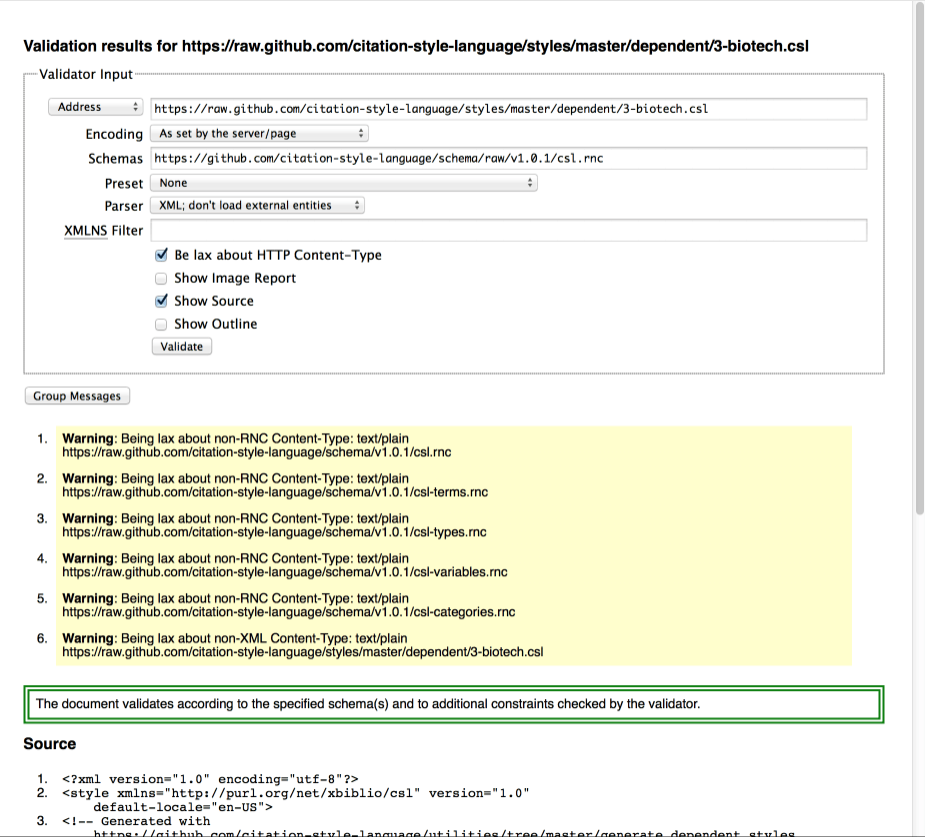 Validation results for https://raw.github.com/citation-style-language/styles/master/dependent/3-biotech.csl
Validator Input
Address https://raw.github.com/citation-style-language/styles/master/dependent/3-biotech.csl
Encoding As set by the server/page
Schemas https://github.com/citation-style-language/schema/raw/v1.0.1/csl.rnc
Preset None
Parser XML; don't load external entities
XMLNS Filter
Be lax about HTTP Content-Type
Show Image Report
Show Source
Show Outline
Validate
Group Messages
1. Warning: Being lax about non-RNC Content-Type: text/plain
https://raw.github.com/citation-style-language/schema/v1.0.1/csl.rnc
2. Warning: Being lax about non-RNC Content-Type: text/plain
https://raw.github.com/citation-style-language/schema/v1.0.1/csl-terms.rnc
3. Warning: Being lax about non-RNC Content-Type: text/plain
https://raw.github.com/citation-style-language/schema/v1.0.1/csl-types.rnc
4. Warning: Being lax about non-RNC Content-Type: text/plain
https://raw.github.com/citation-style-language/schema/v1.0.1/csl-variables.rnc
5. Warning: Being lax about non-RNC Content-Type: text/plain
https://raw.github.com/citation-style-language/schema/v1.0.1/csl-categories.rnc
6. Warning: Being lax about non-XML Content-Type: text/plain
https://raw.github.com/citation-style-language/styles/master/dependent/3-biotech.csl
The document validates according to the specified schema(s) and to additional constraints checked by the validator.
Source
1. <?xml version="1.0" encoding="utf-8"?>
2. <style xmlns="http://purl.org/net/xbiblio/csl" version="1.0"
default-locale="en-US">
3. <!-- Generated with
https://github.com/citation-style-language/utilities/tree/master/generate_dependent_styles